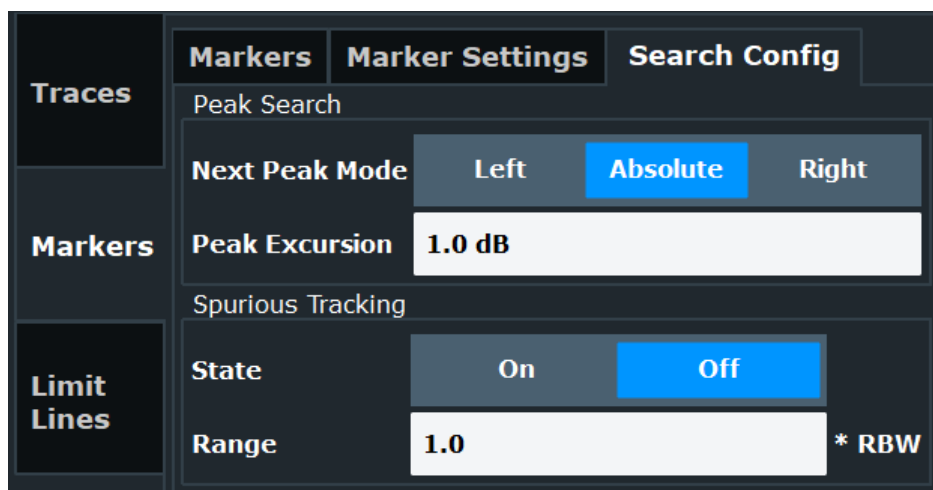 Traces
Markers
Limit
Lines
Markers Marker Settings Search Config
Peak Search
Next Peak Mode Left Absolute Right
Peak Excursion 1.0 dB
Spurious Tracking
State On Off
Range 1.0 * RBW